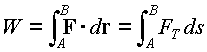 W = ∫_A^B F · dr = ∫_A^B F_T ds